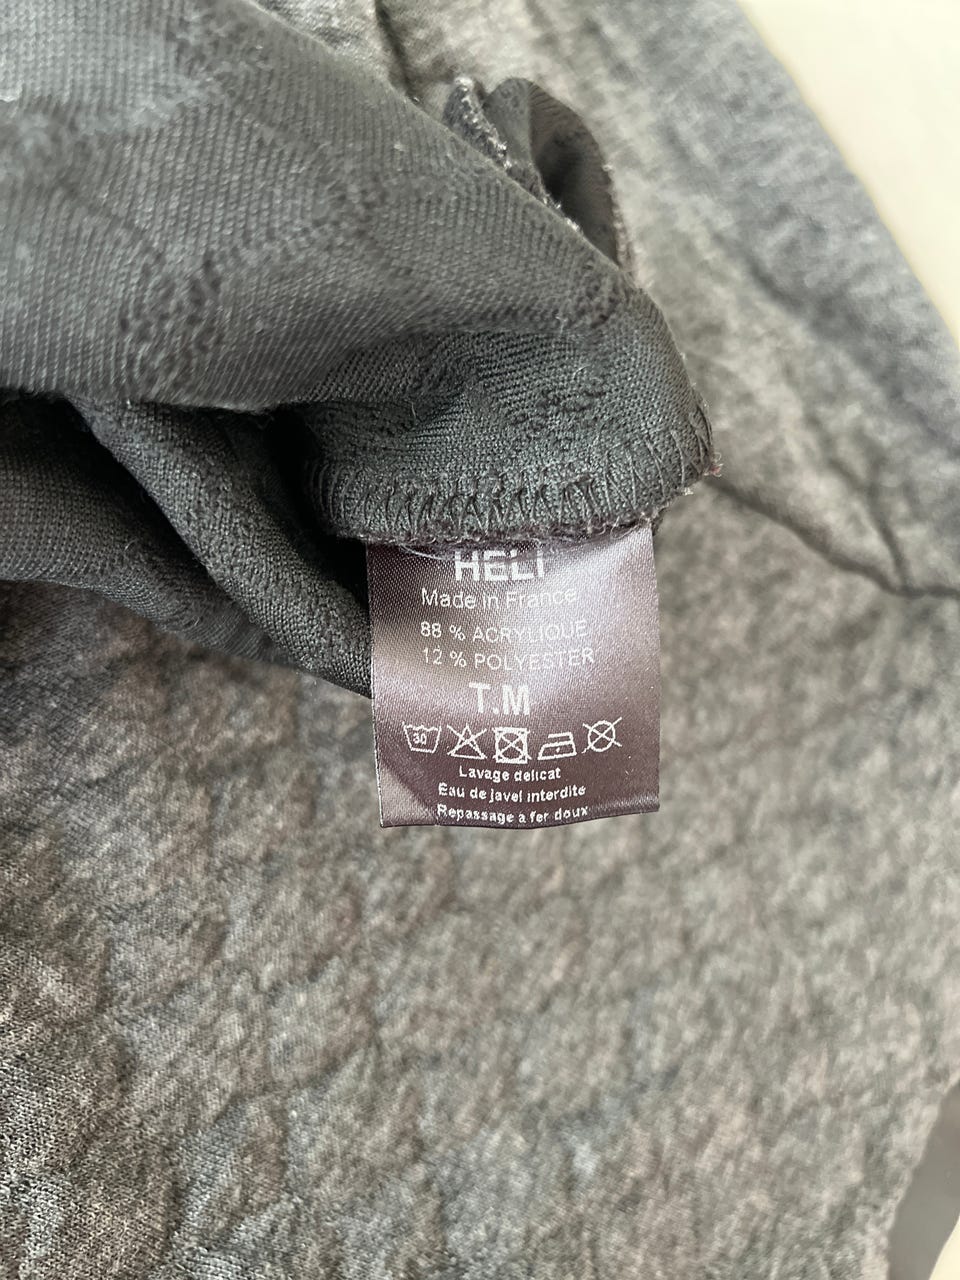 HELI
Made in France
88 % ACRYLIQUE
12 % POLYESTER
T.M
30
Lavage delicat
Eau de javel interdite
Repassage a fer doux